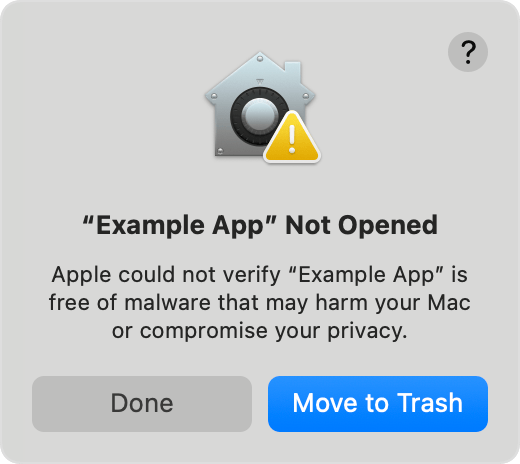 ?
“Example App” Not Opened
Apple could not verify “Example App” is
free of malware that may harm your Mac
or compromise your privacy.
Done
Move to Trash